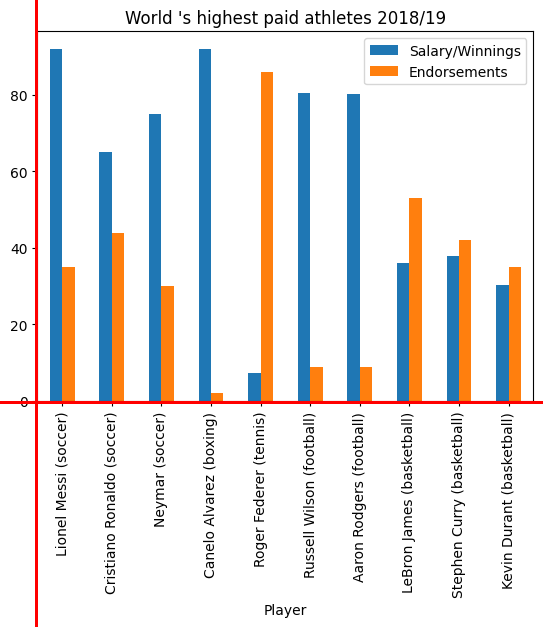 World 's highest paid athletes 2018/19
Salary/Winnings
Endorsements
80
60
40
20
0
Lionel Messi (soccer)
Cristiano Ronaldo (soccer)
Neymar (soccer)
Canelo Alvarez (boxing)
Roger Federer (tennis)
Russell Wilson (football)
Aaron Rodgers (football)
LeBron James (basketball)
Stephen Curry (basketball)
Kevin Durant (basketball)
Player